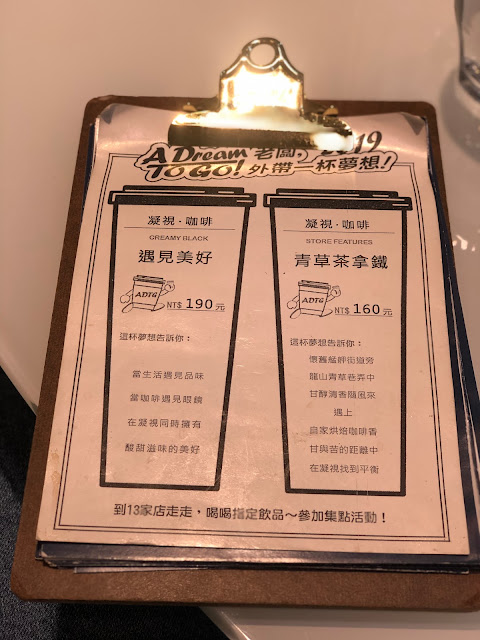 A Dream 老闆, 2019
TO GO! 外帶一杯夢想!
凝視·咖啡
CREAMY BLACK
遇見美好
ADTG
NT$ 190 元
這杯夢想告訴你：
當生活遇見品味
當咖啡遇見眼鏡
在凝視同時擁有
酸甜滋味的美好
凝視·咖啡
STORE FEATURES
青草茶拿鐵
ADTG
NT$ 160 元
這杯夢想告訴你：
懷舊艋舺街道旁
龍山青草巷弄中
甘醇清香隨風來
遇上
自家烘焙咖啡香
甘與苦的距離中
在凝視找到平衡
到13家店走走，喝喝指定飲品～參加集點活動！